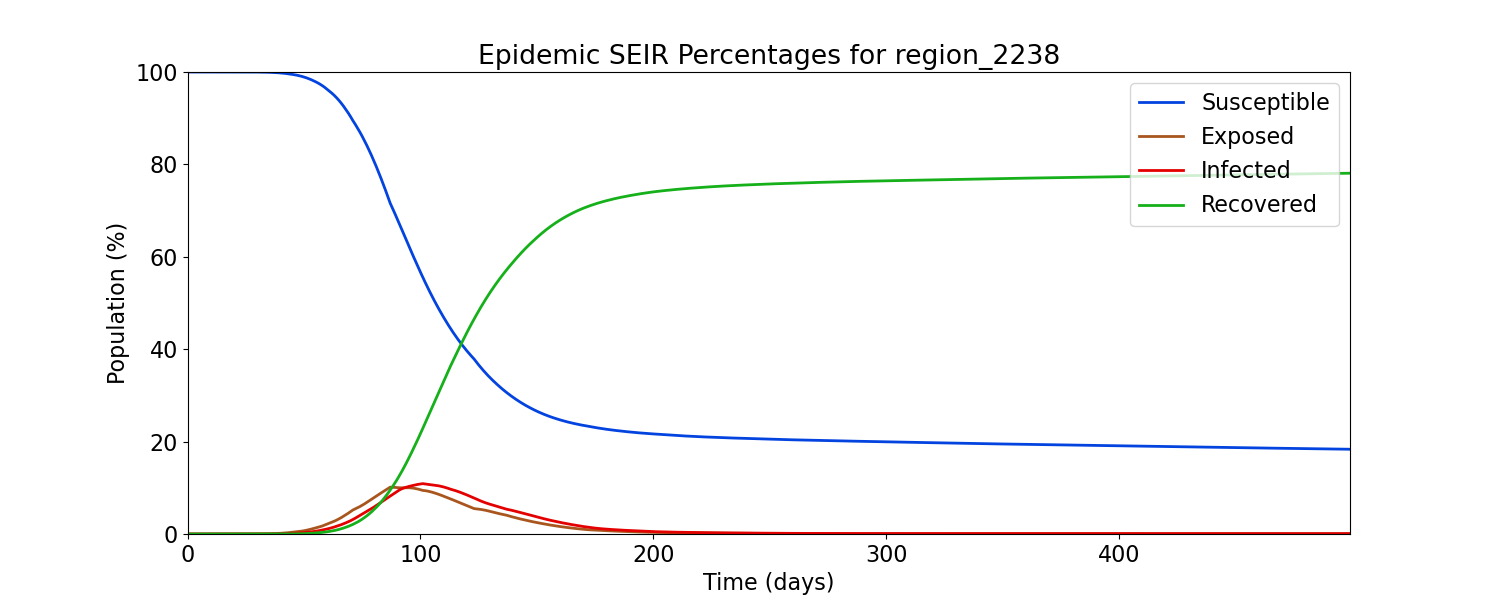 Epidemic SEIR Percentages for region_2238
Population (%)
100
80
60
40
20
0
0 100 200 300 400
Time (days)
Susceptible
Exposed
Infected
Recovered